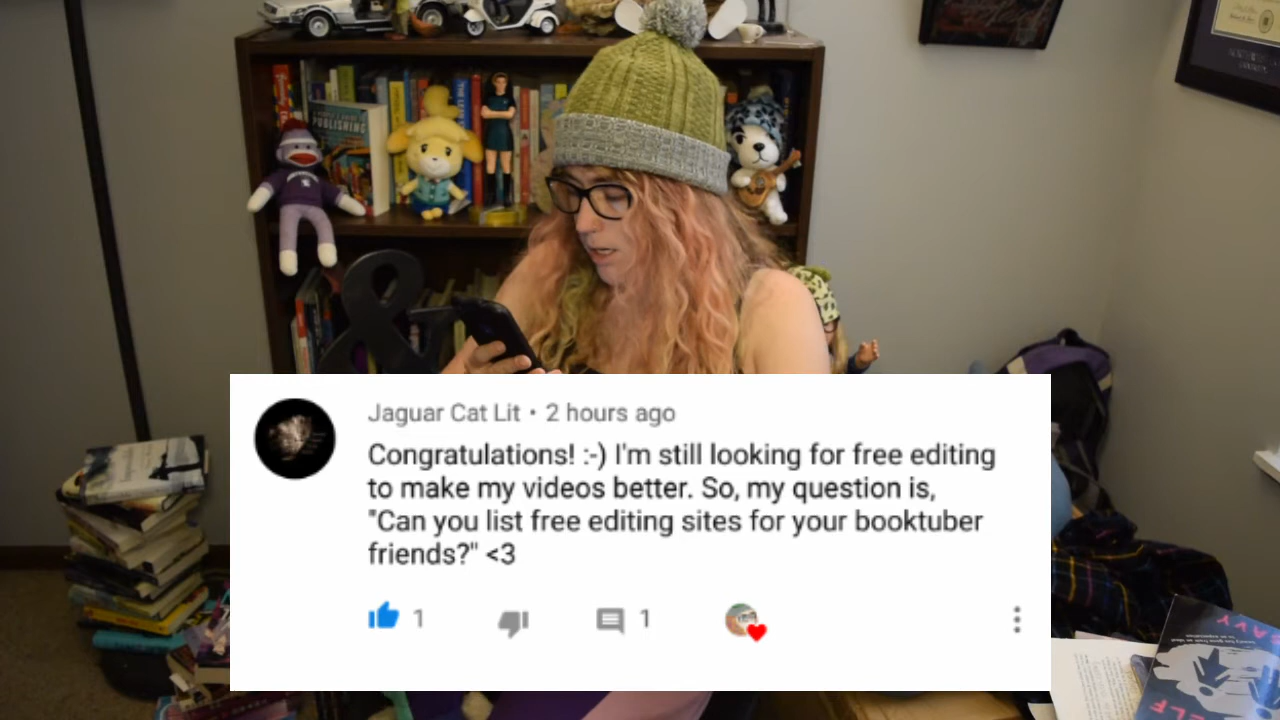 PUBLISHING
Jaguar Cat Lit • 2 hours ago
Congratulations! :-) I'm still looking for free editing
to make my videos better. So, my question is,
"Can you list free editing sites for your booktuber
friends?" <3
1
1